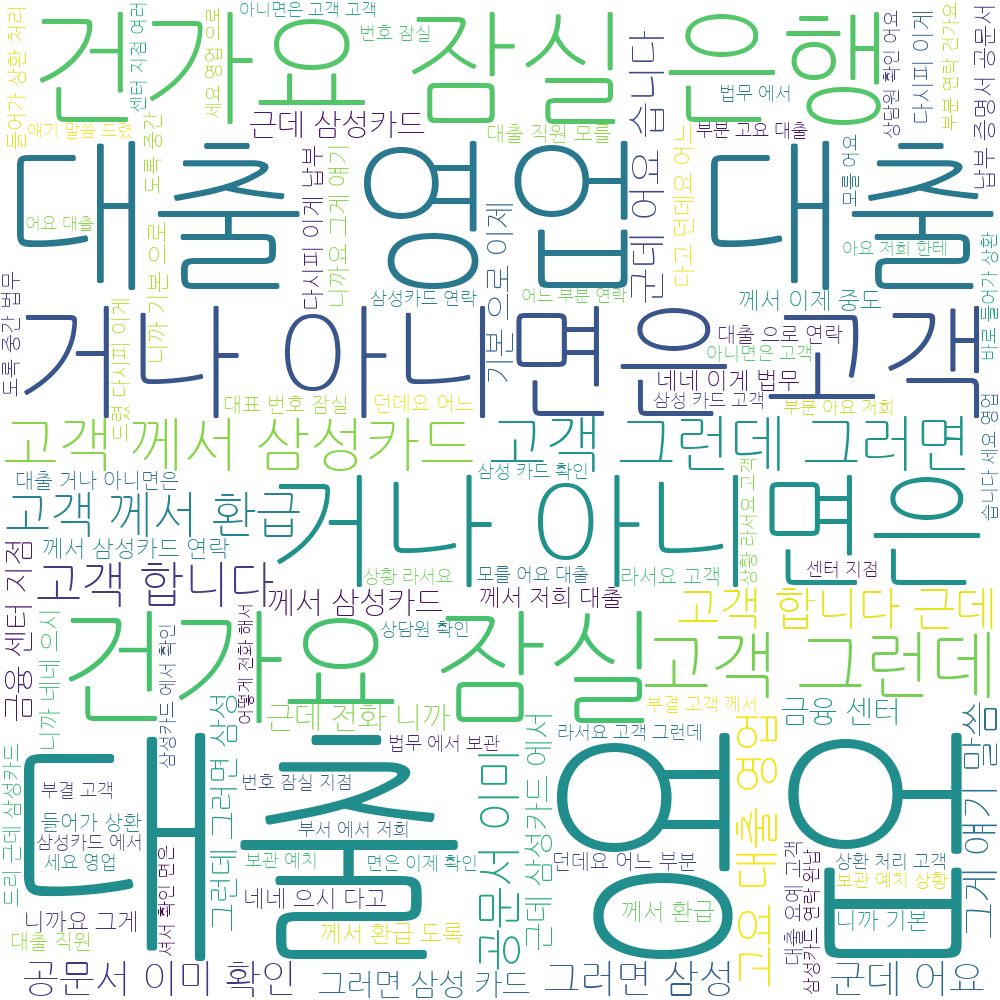 아니면은 고객 고객
건가요 잠실 은행
번호 잠실
들어가 상환 처리
센터 지점 여러
세요 영업 으로
습니다
상담원 확인 어요
다시피 이게
부분 연락 건가요
납부 증명서 공문서
법무 에서
근데 삼성카드
대출 직원 모를
부분 고요 대출
얘기 말씀 드렸
도록 중간
대출 영업 대출
다시피 이게 납부
니까요 그게 얘기
군데 어요
다고 던데요 어느
모를 어요
어요 대출
아요 저희 한테
니까 기본 으로
기본 으로 이제
삼성카드 연락
어느 부분 연락
께서 이제 중도
바로 들어가 상환
도록 중간 법무
드렸 다시피 이게
거나 아니면은 고객
대출 으로 연락
아니면은 고객
네네 이게 법무
대표 번호 잠실
던데요 어느
삼성 카드 고객
부분 아요 저희
습니다 세요 영업
고객 께서 삼성카드
고객 그런데 그러면
대출 거나 아니면은
삼성 카드 확인
거나 아니면은
고객 께서 환급
상황 라서요 고객
께서 삼성카드 연락
금융 센터 지점
고객 합니다
상황 라서요
모를 어요 대출
라서요 고객
센터 지점
께서 삼성카드
께서 저희 대출
고객 합니다 근데
건가요 잠실
상담원 확인
고객 그런데
니까 네네 으시
삼성카드 에서 확인
어떻게 전화 해서
근데 전화 니까
부결 고객 께서
금융 센터
그런데 그러면 삼성
법무 에서 보관
라서요 고객 그런데
공문서 이미
근데 삼성카드 에서
고요 대출 영업
그게 얘기 말씀
드리 근데 삼성카드
대출 영업
번호 잠실 지점
부결 고객
들어가 상환
부서 에서 저희
삼성카드 에서
세요 영업
셔서 확인 면은
보관 예치
면은 이제 확인
던데요 어느 부분
대출 요에 고객
삼성카드 연락 원납
상환 처리 고객
보관 예치 상황
네네 으시 다고
께서 환급
니까요 그게
니까 기본
대출 직원
께서 환급 도록
공문서 이미 확인
그러면 삼성 카드
그러면 삼성
군데 어요